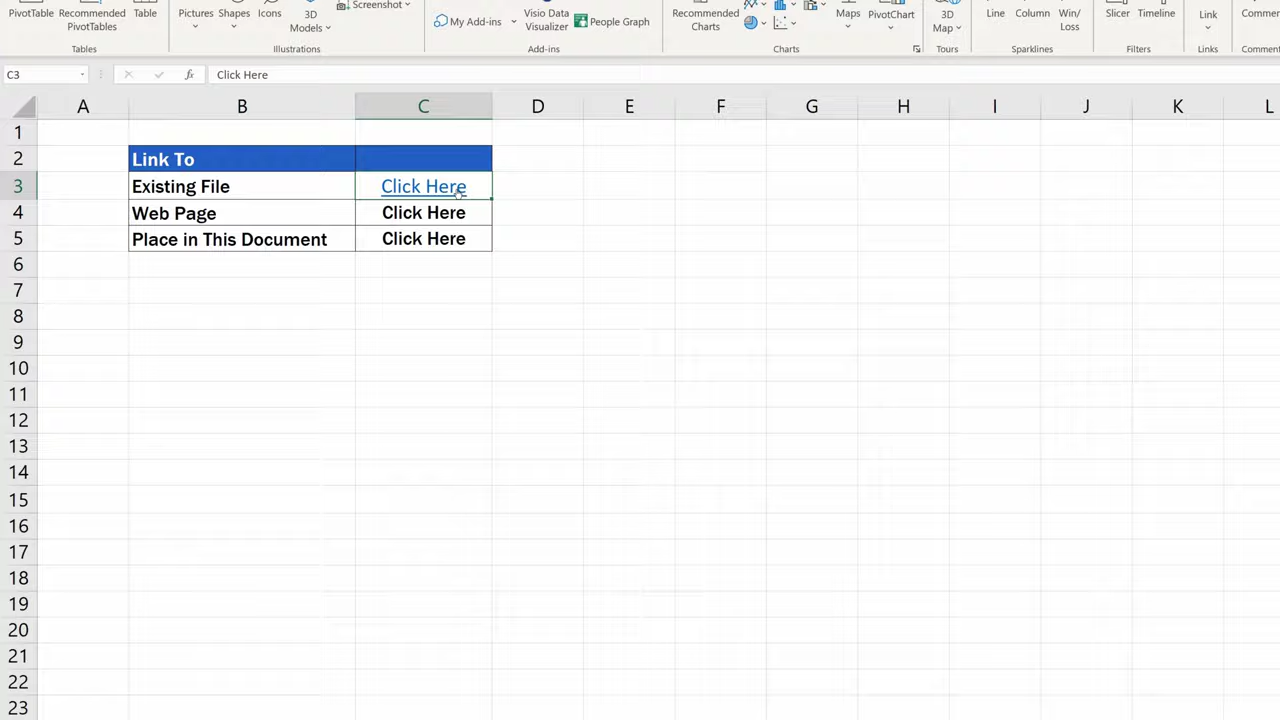 PivotTable Recommended PivotTables Table Pictures Shapes Icons 3D Models Screenshot My Add-ins Visio Data Visualizer People Graph Recommended Charts Maps PivotChart 3D Map Line Column Win/Loss Slicer Timeline Link
Tables Illustrations Add-ins Charts Tours Sparklines Filters Links
C3 fx Click Here
A B C D E F G H I J K L
1
2 Link To
3 Existing File Click Here
4 Web Page Click Here
5 Place in This Document Click Here
6
7
8
9
10
11
12
13
14
15
16
17
18
19
20
21
22
23